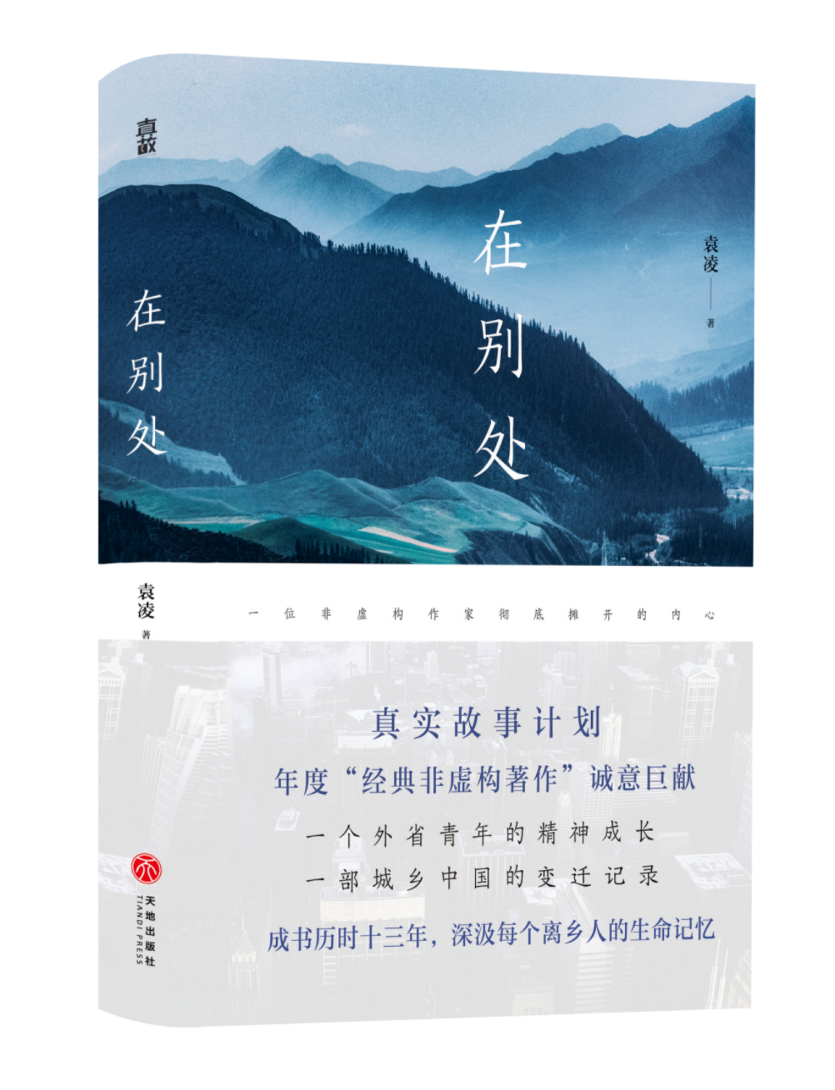 真故
在别处
袁凌
著
天地出版社
TIANDI PRESS
在别处
袁凌——著
一位非虚构作家彻底摊开的内心
真实故事计划
年度“经典非虚构著作”诚意巨献
一个外省青年的精神成长
一部城乡中国的变迁记录
成书历时十三年，深汲每个离乡人的生命记忆